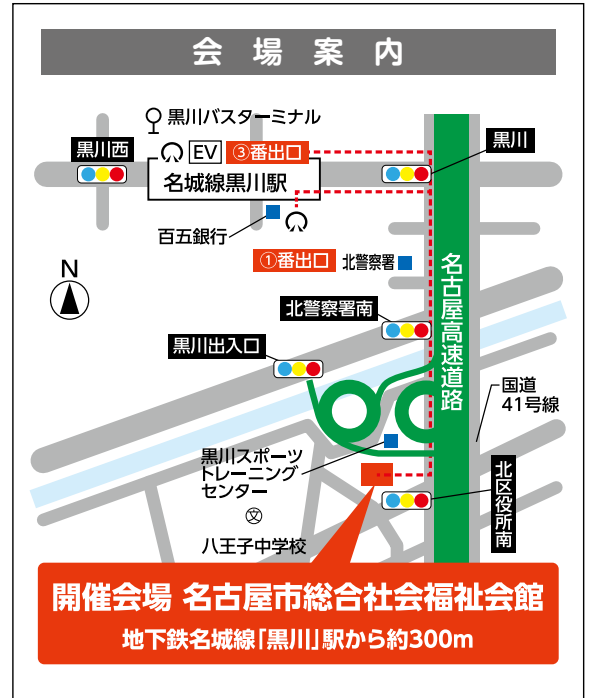 会場案内
黒川バスターミナル
黒川西
EV
③番出口
黒川
名城線黒川駅
百五銀行
①番出口
北警察署
N
名古屋高速道路
北警察署南
黒川出入口
国道
41号線
黒川スポーツ
トレーニング
センター
北区役所南
文
八王子中学校
開催会場 名古屋市総合社会福祉会館
地下鉄名城線「黒川」駅から約300m